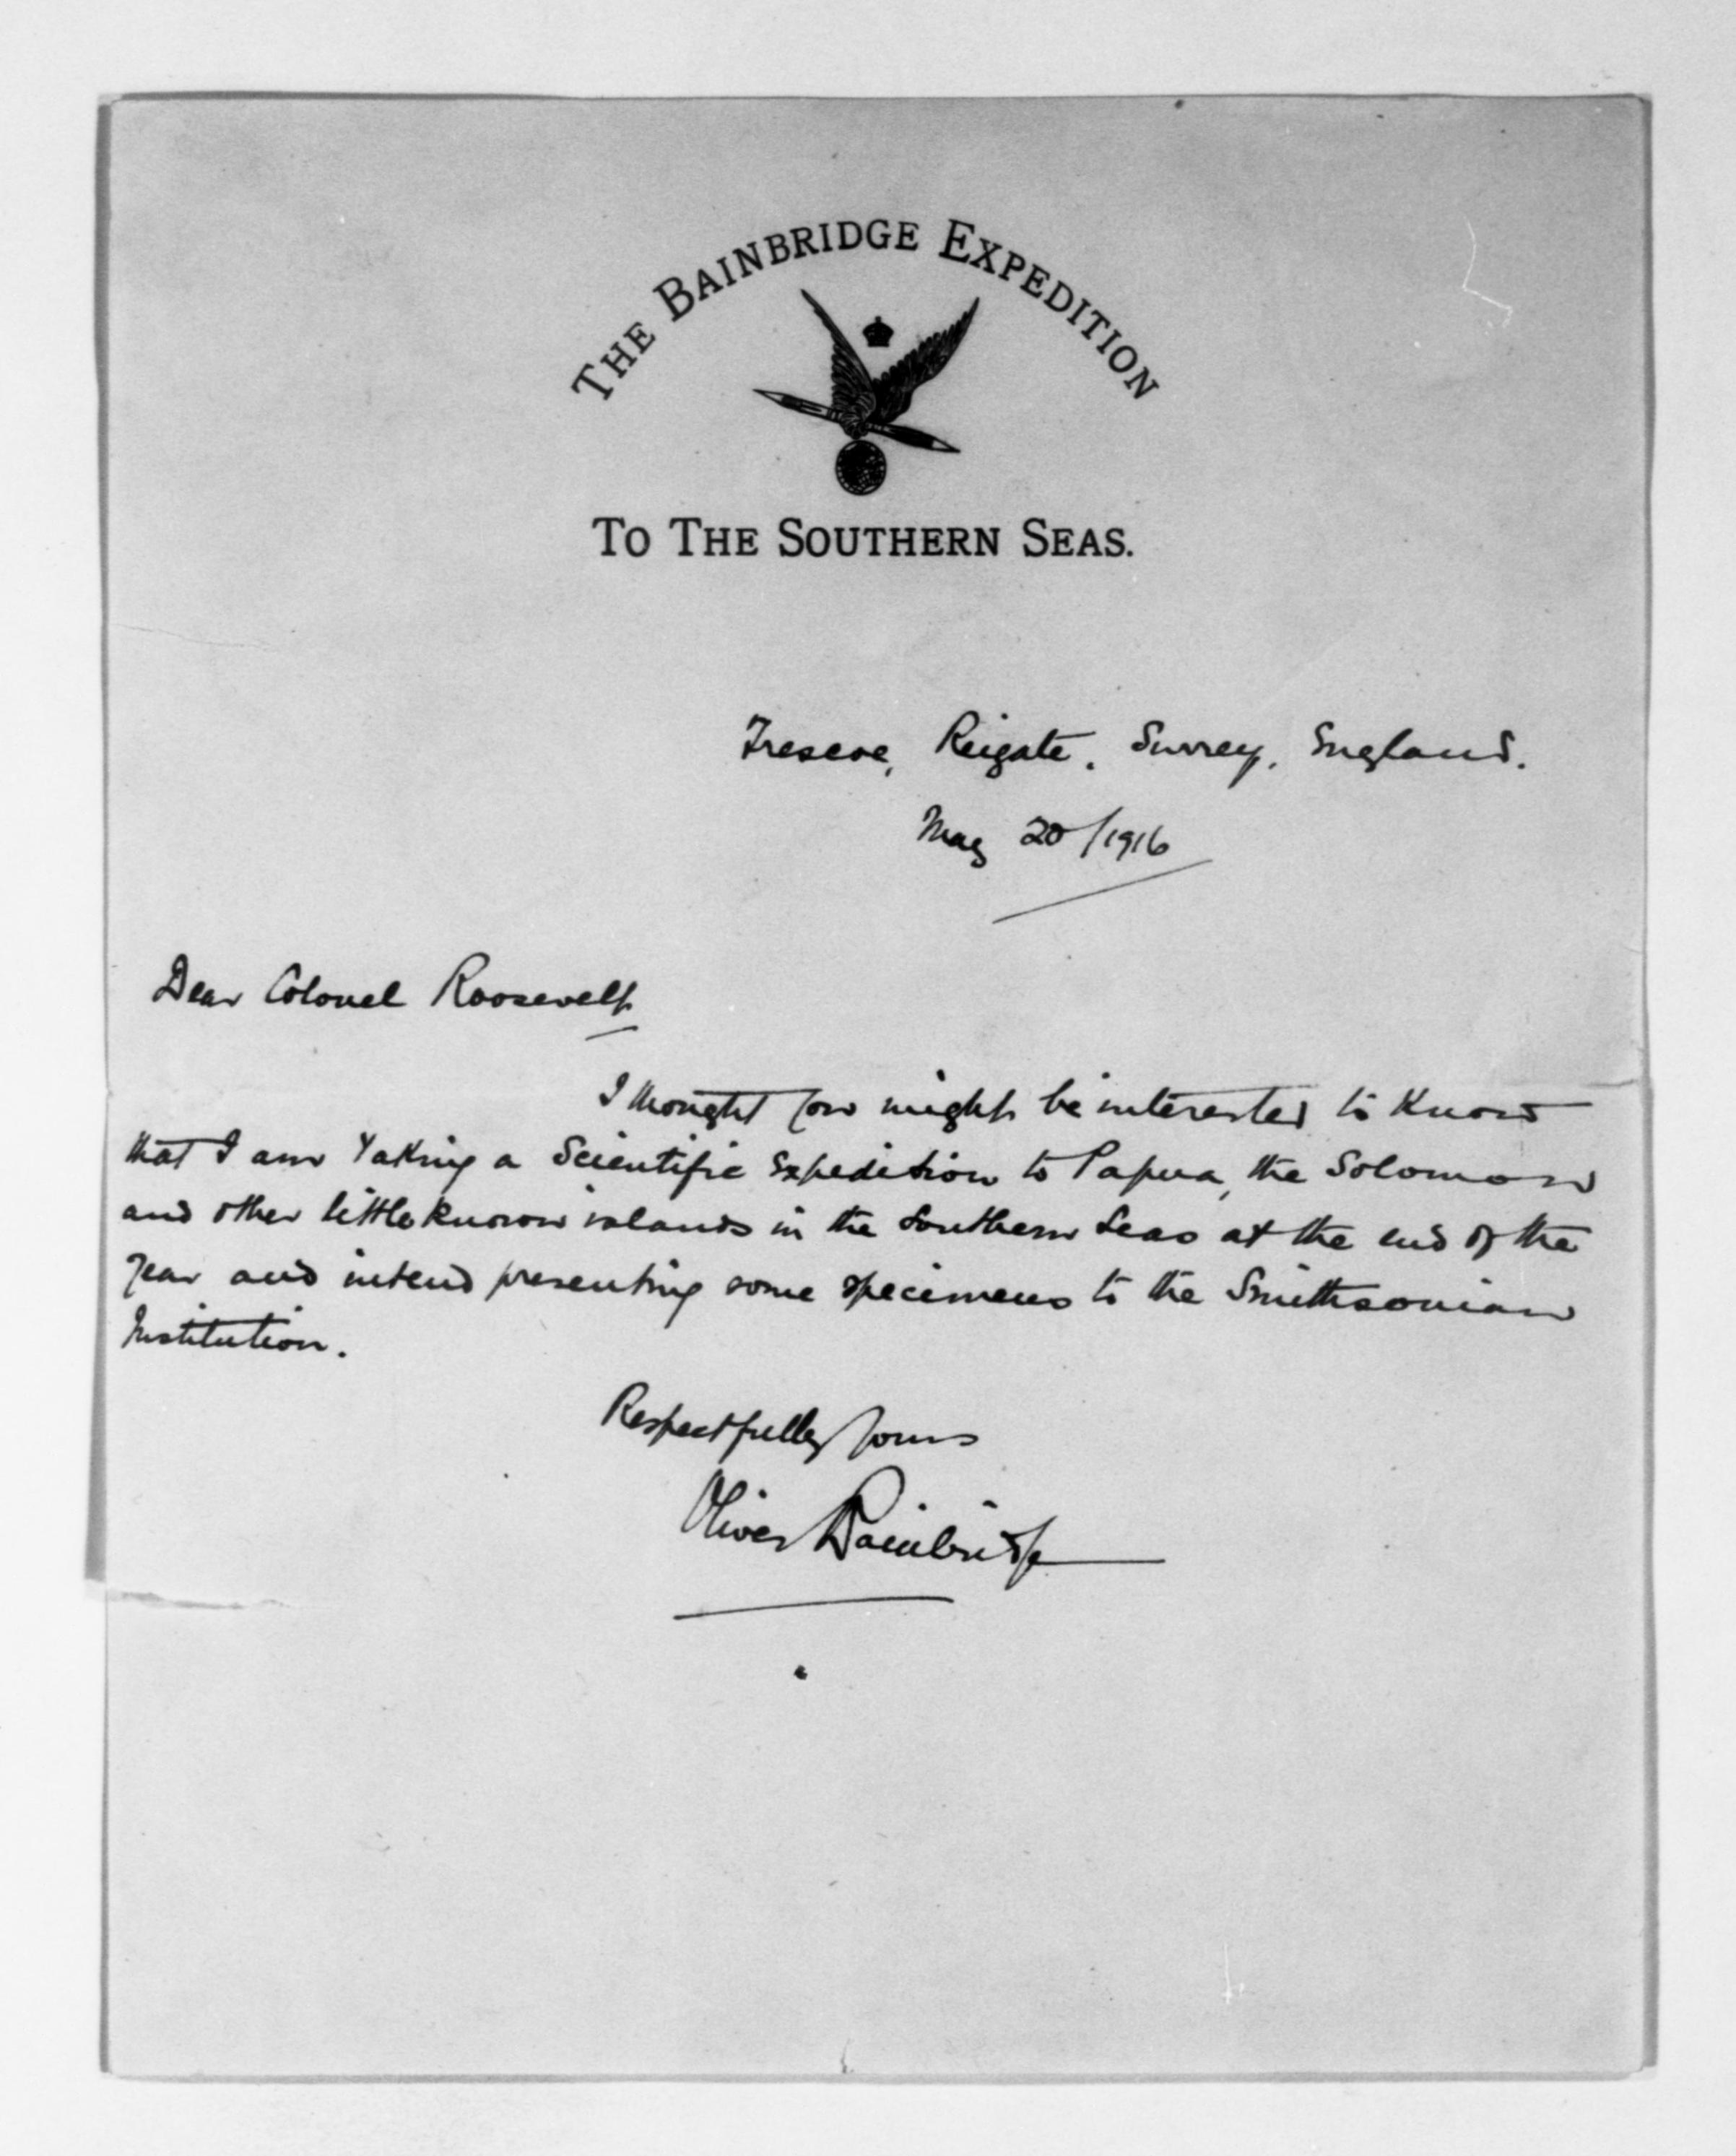 THE BAINBRIDGE EXPEDITION
TO THE SOUTHERN SEAS.
Trescoe, Reigate. Surrey, England.
May 20/1916
Dear Colonel Roosevelt
I thought you might be interested to know
that I am taking a Scientific Expedition to Papua, the Solomon
and other little known islands in the Southern Seas at the end of the
year and intend presenting some specimens to the Smithsonian
Institution.
Respectfully yours
Oliver Bainbridge